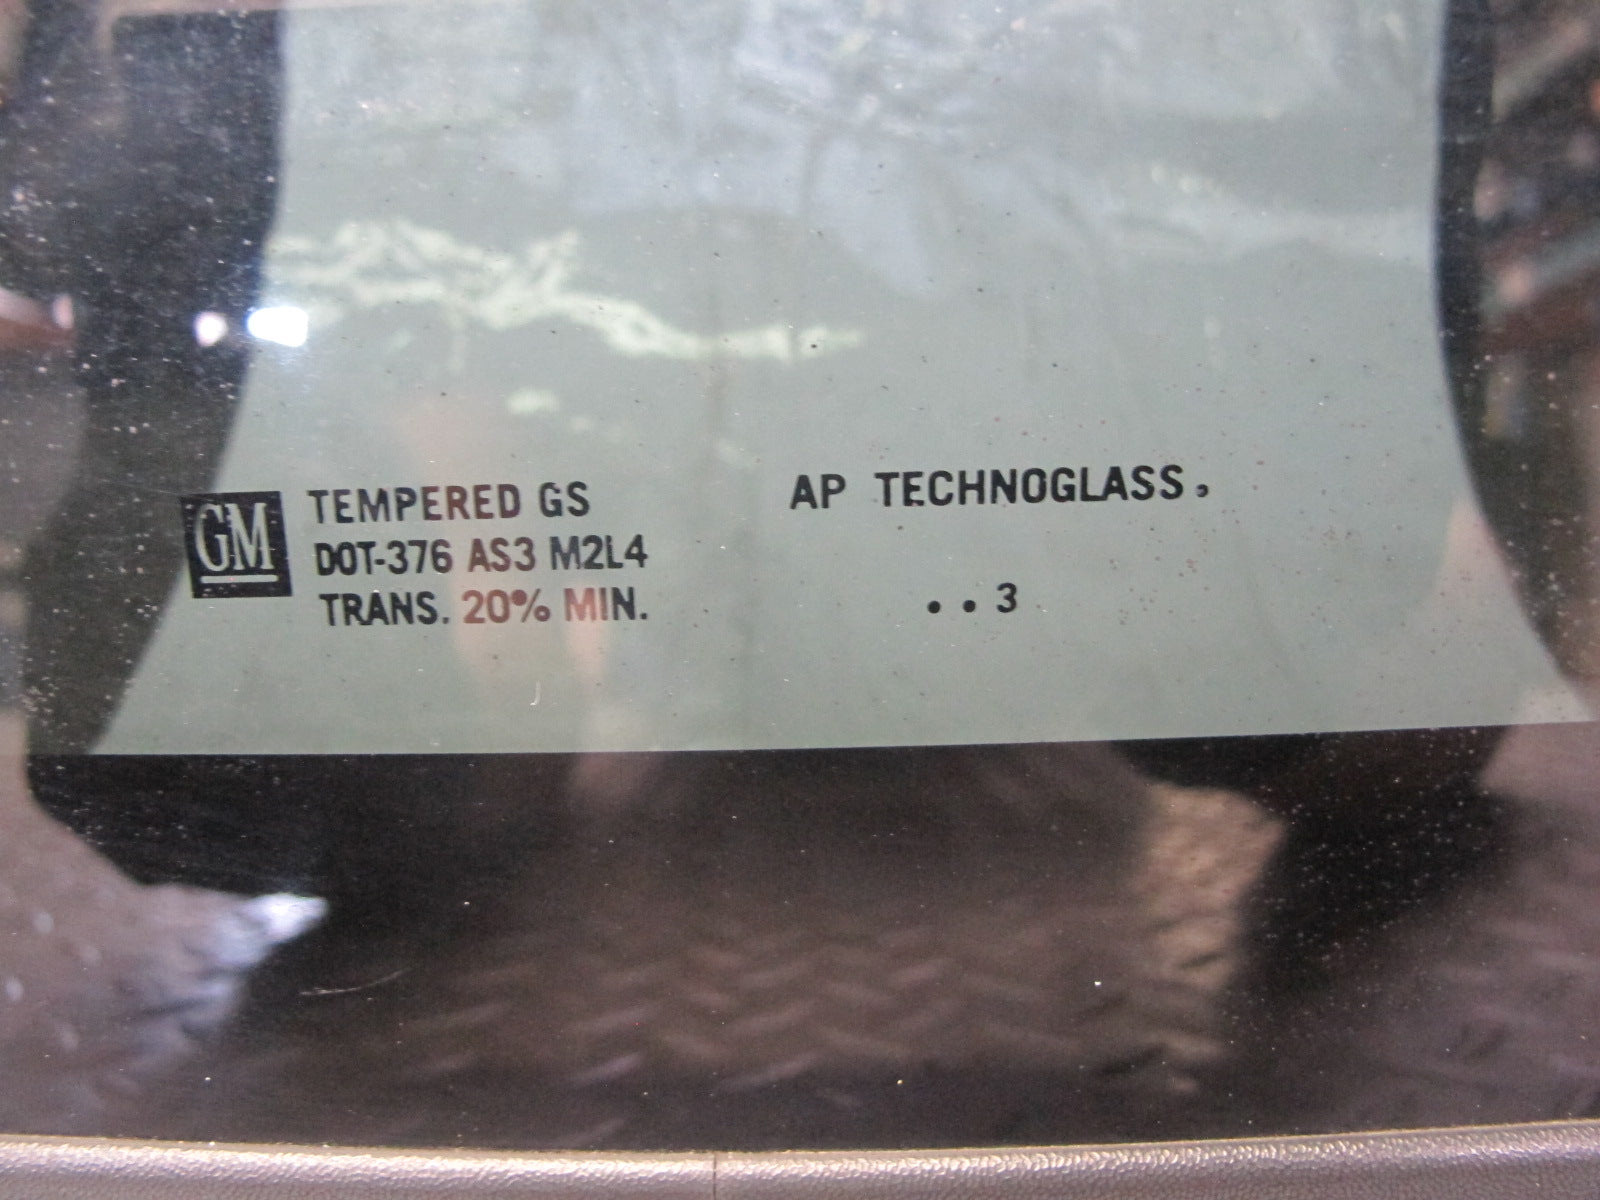 GM
TEMPERED GS
DOT-376 AS3 M2L4
TRANS. 20% MIN.
AP TECHNOGLASS.
..3